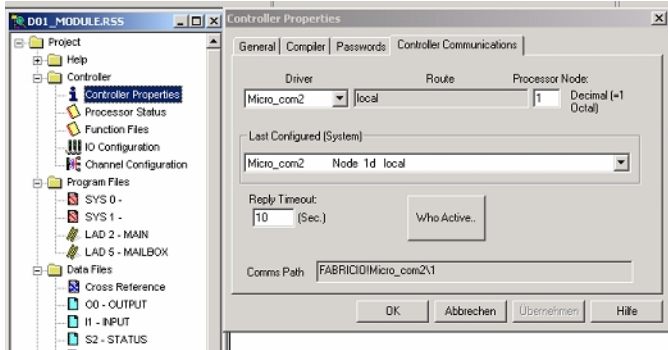 D01_MODULE.RSS
Project
Help
Controller
Controller Properties
Processor Status
Function Files
IO Configuration
Channel Configuration
Program Files
SYS 0 -
SYS 1 -
LAD 2 - MAIN
LAD 5 - MAILBOX
Data Files
Cross Reference
O0 - OUTPUT
I1 - INPUT
S2 - STATUS
Controller Properties
General Compiler Passwords Controller Communications
Driver Route Processor Node:
Micro_com2 local 1 Decimal (=1
Octal)
Last Configured (System)
Micro_com2 Node 1d local
Reply Timeout:
10 (Sec.) Who Active..
Comms Path FABRICIO!Micro_com2\1
OK Abbrechen Übernehmen Hilfe